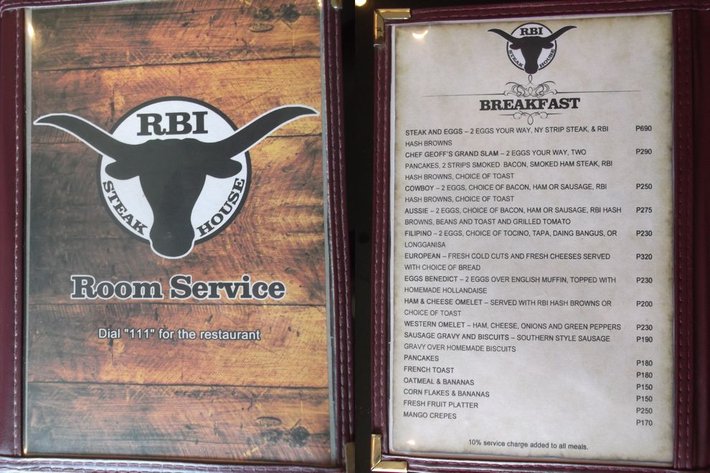 RBI
STEAK HOUSE
Room Service
Dial "111" for the restaurant
RBI
STEAK HOUSE
BREAKFAST
STEAK AND EGGS – 2 EGGS YOUR WAY, NY STRIP STEAK, & RBI P690
HASH BROWNS
CHEF GEOFF'S GRAND SLAM – 2 EGGS YOUR WAY, TWO P290
PANCAKES, 2 STRIPS SMOKED BACON, SMOKED HAM STEAK, RBI
HASH BROWNS, CHOICE OF TOAST
COWBOY – 2 EGGS, CHOICE OF BACON, HAM OR SAUSAGE, RBI P250
HASH BROWNS, CHOICE OF TOAST
AUSSIE – 2 EGGS, CHOICE OF BACON, HAM OR SAUSAGE, RBI HASH P275
BROWNS, BEANS AND TOAST AND GRILLED TOMATO
FILIPINO – 2 EGGS, CHOICE OF TOCINO, TAPA, DAING BANGUS, OR P230
LONGGANISA
EUROPEAN – FRESH COLD CUTS AND FRESH CHEESES SERVED P320
WITH CHOICE OF BREAD
EGGS BENEDICT – 2 EGGS OVER ENGLISH MUFFIN, TOPPED WITH P230
HOMEMADE HOLLANDAISE
HAM & CHEESE OMELET – SERVED WITH RBI HASH BROWNS OR P200
CHOICE OF TOAST
WESTERN OMELET – HAM, CHEESE, ONIONS AND GREEN PEPPERS P230
SAUSAGE GRAVY AND BISCUITS – SOUTHERN STYLE SAUSAGE P190
GRAVY OVER HOMEMADE BISCUITS
PANCAKES P180
FRENCH TOAST P180
OATMEAL & BANANAS P150
CORN FLAKES & BANANAS P150
FRESH FRUIT PLATTER P250
MANGO CREPES P170
10% service charge added to all meals.